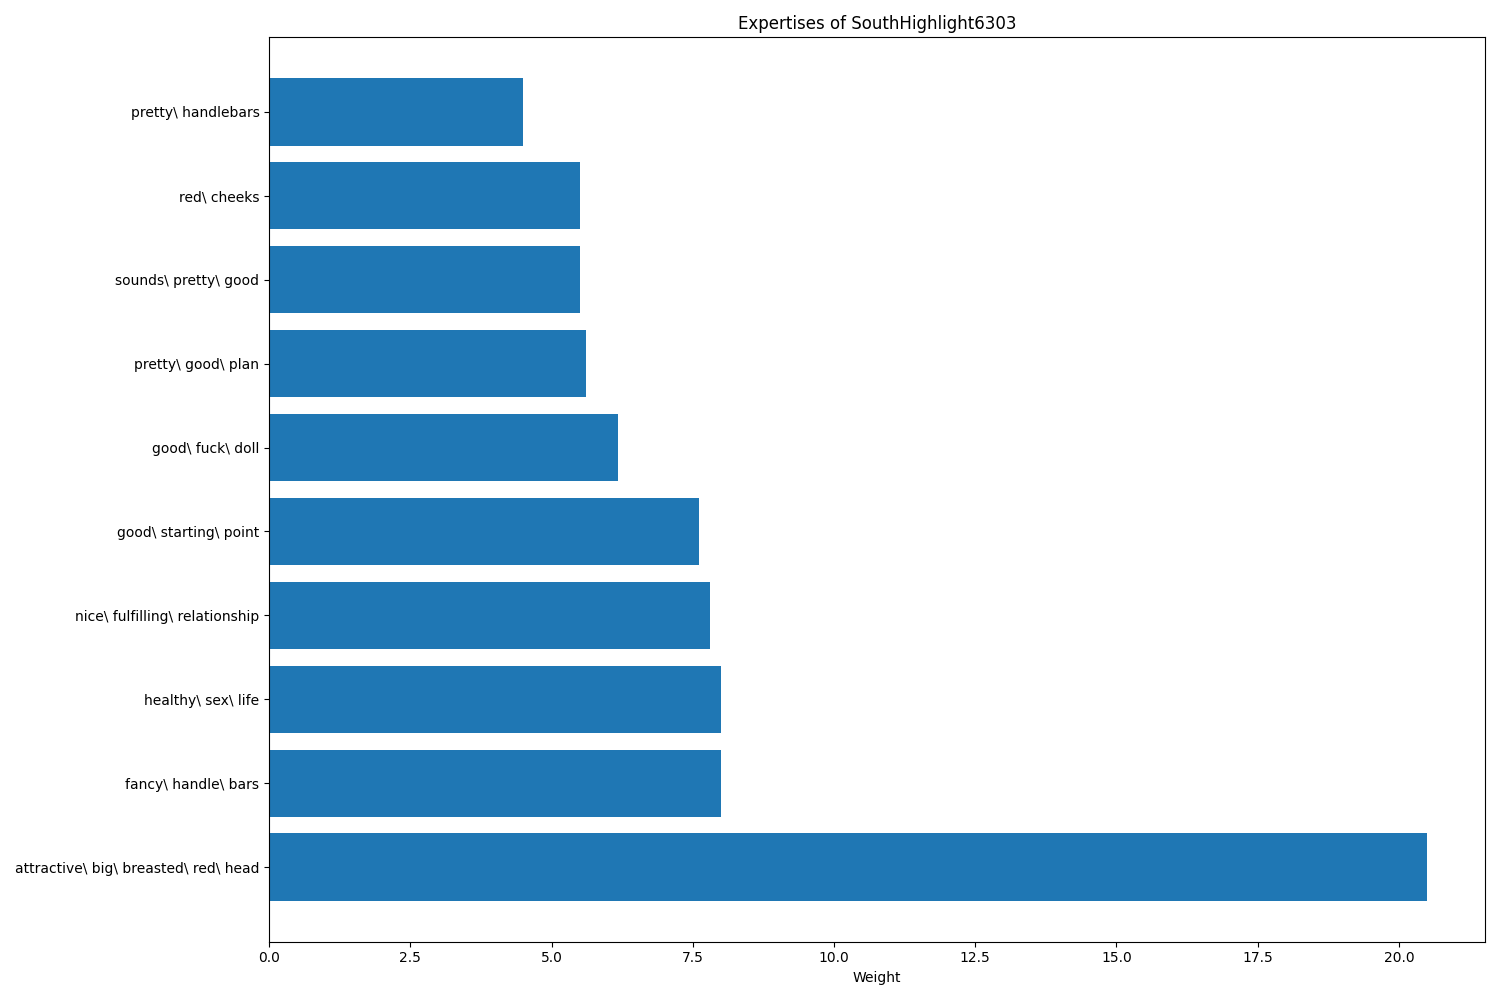 Expertises of SouthHighlight6303
pretty\ handlebars
red\ cheeks
sounds\ pretty\ good
pretty\ good\ plan
good\ fuck\ doll
good\ starting\ point
nice\ fulfilling\ relationship
healthy\ sex\ life
fancy\ handle\ bars
attractive\ big\ breasted\ red\ head
0.0 2.5 5.0 7.5 10.0 12.5 15.0 17.5 20.0
Weight